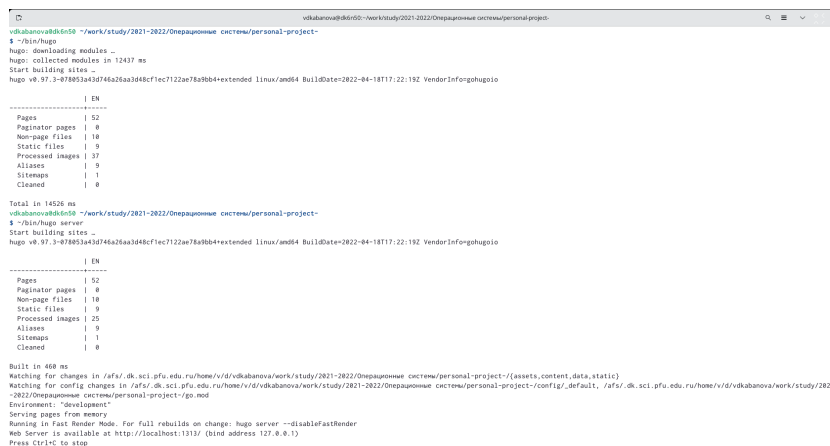 vdkabanova@dk6n50:~/work/study/2021-2022/Операционные системы/personal-project-
vdkabanova@dk6n50 ~/work/study/2021-2022/Операционные системы/personal-project-
$ ~/bin/hugo
hugo: downloading modules …
hugo: collected modules in 12437 ms
Start building sites …
hugo v0.97.3-078053a43d746a26aa3d48cf1ec7122ae78a9bb4+extended linux/amd64 BuildDate=2022-04-18T17:22:19Z VendorInfo=gohugoio
| EN
-------------------+-----
Pages | 52
Paginator pages | 0
Non-page files | 10
Static files | 9
Processed images | 37
Aliases | 9
Sitemaps | 1
Cleaned | 0
Total in 14526 ms
vdkabanova@dk6n50 ~/work/study/2021-2022/Операционные системы/personal-project-
$ ~/bin/hugo server
Start building sites …
hugo v0.97.3-078053a43d746a26aa3d48cf1ec7122ae78a9bb4+extended linux/amd64 BuildDate=2022-04-18T17:22:19Z VendorInfo=gohugoio
| EN
-------------------+-----
Pages | 52
Paginator pages | 0
Non-page files | 10
Static files | 9
Processed images | 25
Aliases | 9
Sitemaps | 1
Cleaned | 0
Built in 460 ms
Watching for changes in /afs/.dk.sci.pfu.edu.ru/home/v/d/vdkabanova/work/study/2021-2022/Операционные системы/personal-project-/{assets,content,data,static}
Watching for config changes in /afs/.dk.sci.pfu.edu.ru/home/v/d/vdkabanova/work/study/2021-2022/Операционные системы/personal-project-/config/_default, /afs/.dk.sci.pfu.edu.ru/home/v/d/vdkabanova/work/study/2021
-2022/Операционные системы/personal-project-/go.mod
Environment: "development"
Serving pages from memory
Running in Fast Render Mode. For full rebuilds on change: hugo server --disableFastRender
Web Server is available at http://localhost:1313/ (bind address 127.0.0.1)
Press Ctrl+C to stop